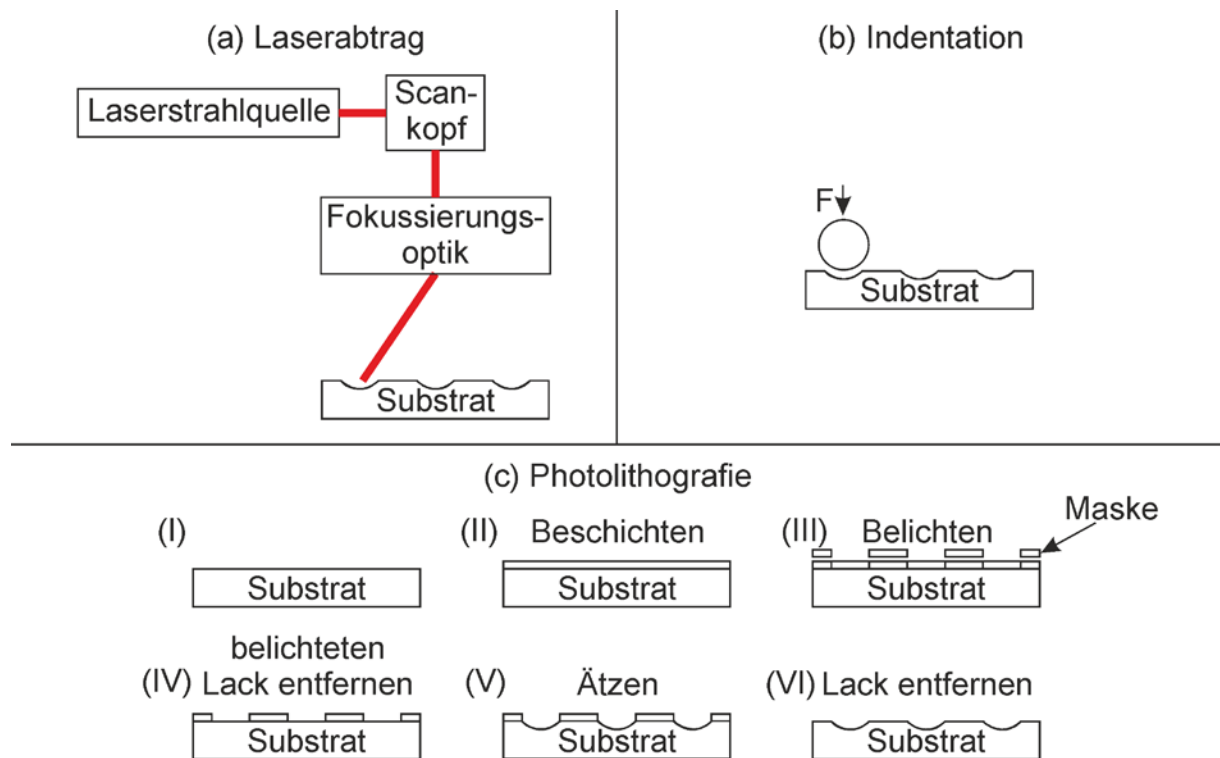 (a) Laserabtrag
Laserstrahlquelle
Scan-
kopf
Fokussierungs-
optik
Substrat
(b) Indentation
F
Substrat
(c) Photolithografie
(I)
Substrat
(II) Beschichten
Substrat
(III) Belichten
Maske
Substrat
belichteten
(IV) Lack entfernen
Substrat
(V) Ätzen
Substrat
(VI) Lack entfernen
Substrat